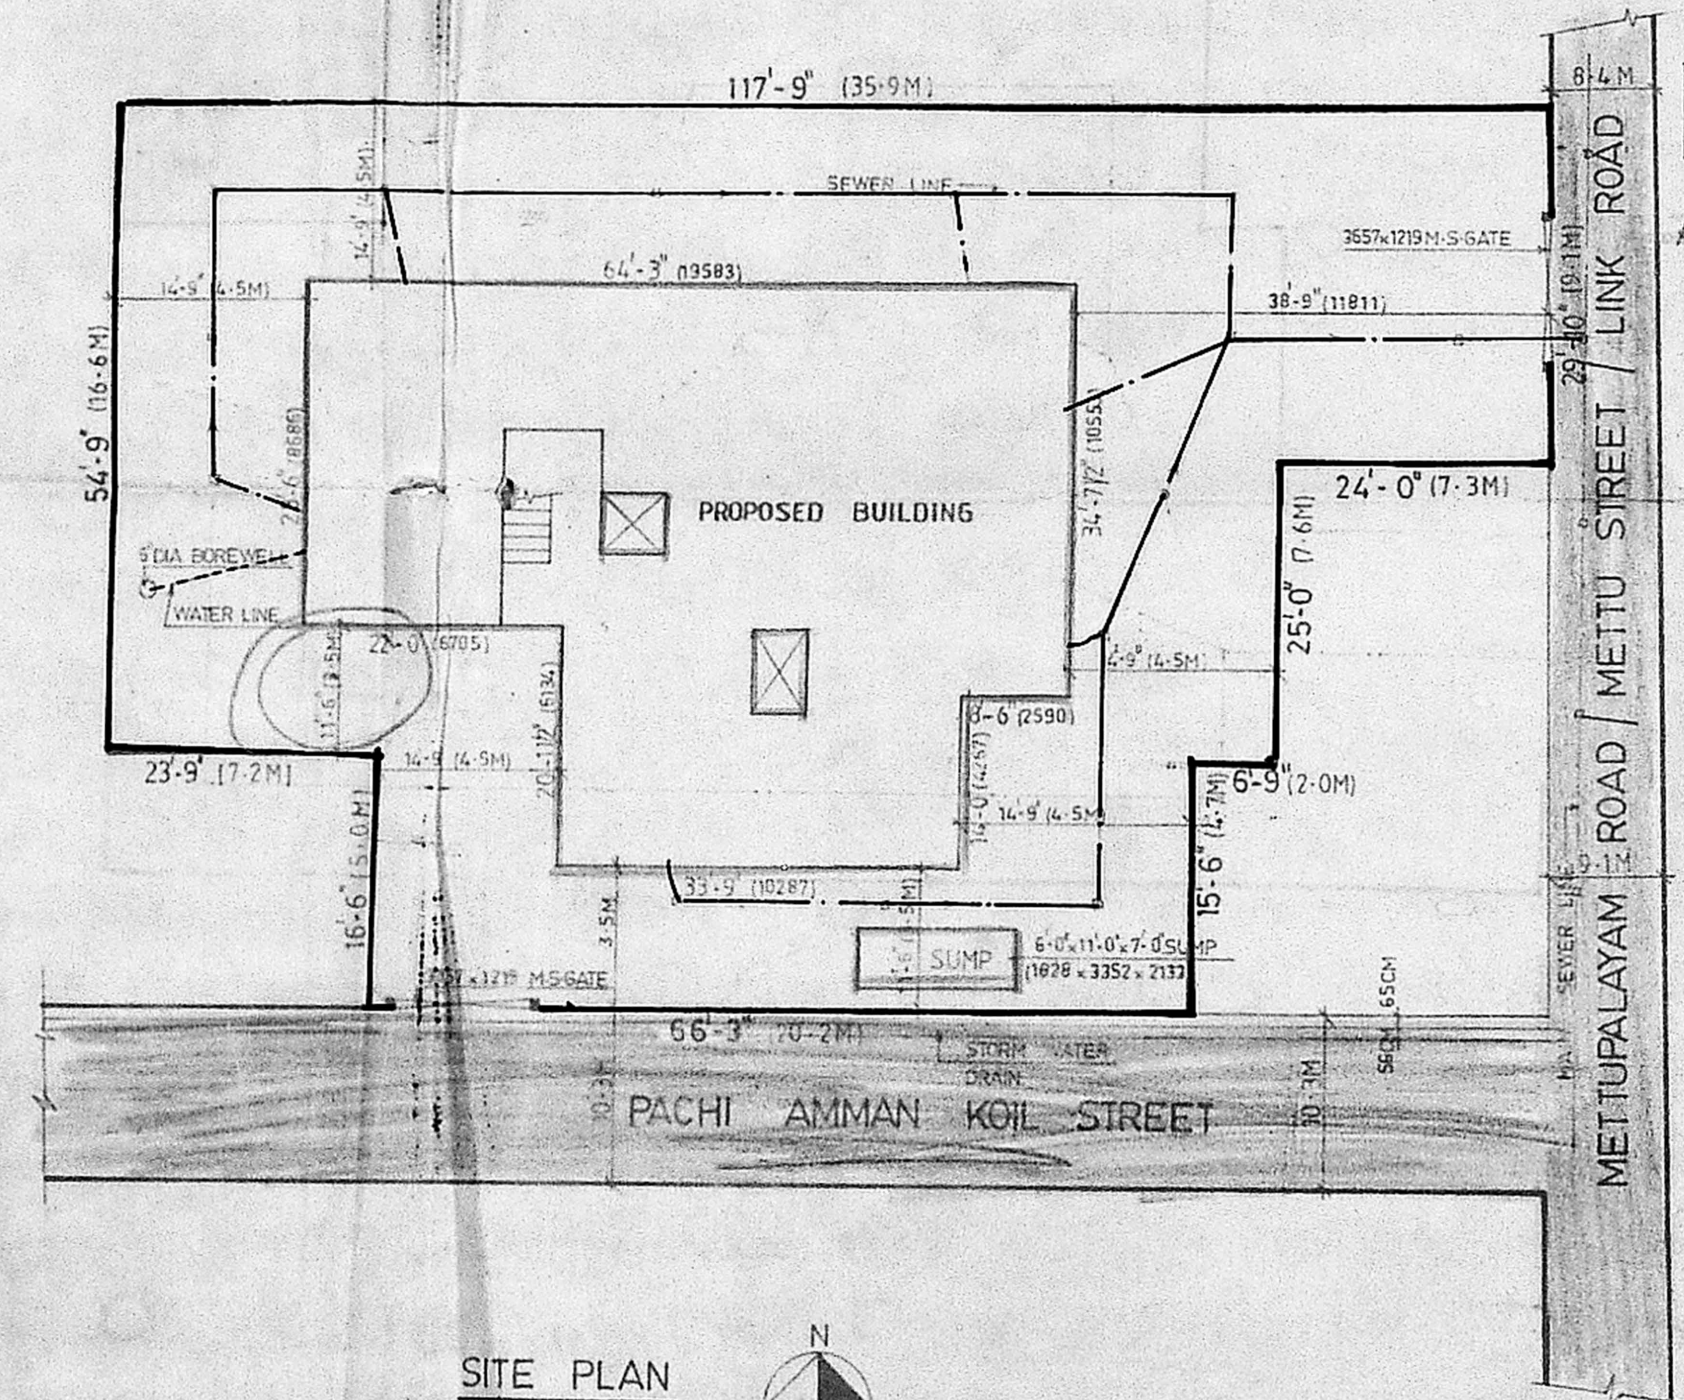 117'-9" (35·9M)
8·4 M
14'-9' (4·5M)
SEWER LINE
3657x1219 M·S·GATE
64'-3" (19583)
14'-9" (4·5M)
38'-9" (11811)
29'-10" (9·1M)
54'-9" (16·6M)
(8686)
34'-7½" (1055
24'-0" (7·3M)
25'-0" (7·6M)
PROPOSED BUILDING
6"DIA BOREWELL
WATER LINE
22'-0" (6705)
11'-6" (3·5M)
20'-1½" (6134)
4'-9" (4·5M)
8'-6" (2590)
14'-0" (4267)
23'-9" (7·2M)
14'-9 (4·5M)
6'-9" (2·0M)
14'-9" (4·5M)
16'-6" (5·0M)
15'-6" (4·7M)
9·1M
33'-9" (10287)
3·5M
SUMP
6'-0"x11'-0"x7'-0" SUMP
(1828 x 3352 x 2133
x1219 M·S·GATE
66'-3" (20·2M)
65CM
58CM
STORM WATER
DRAIN
SEWER LINE
PACHI AMMAN KOIL STREET
METTUPALAYAM ROAD / METTU STREET / LINK ROAD
SITE PLAN
N